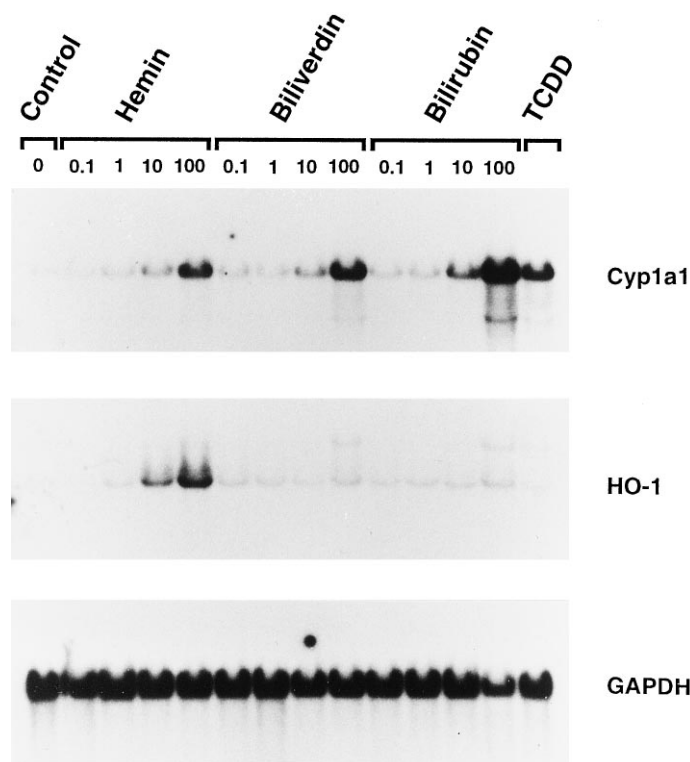 Control Hemin Biliverdin Bilirubin TCDD
0 0.1 1 10 100 0.1 1 10 100 0.1 1 10 100
Cyp1a1
HO-1
GAPDH